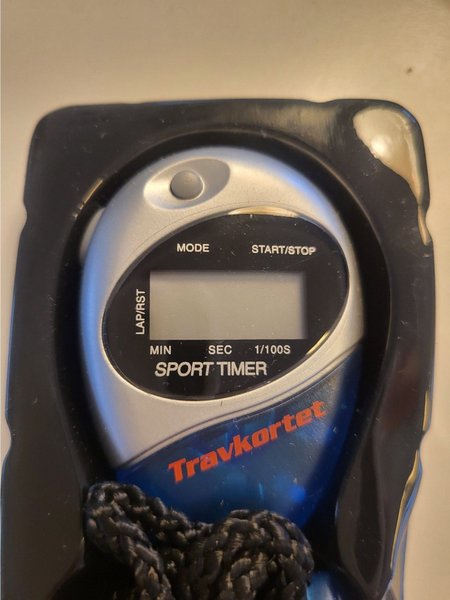 MODE START/STOP
LAP/RST
MIN SEC 1/100S
SPORT TIMER
Travkortet